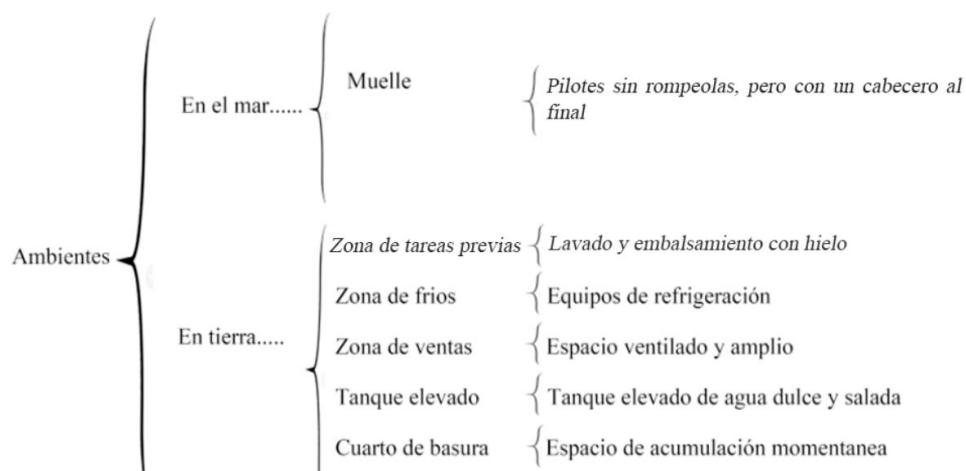 Muelle
Pilotes sin rompeolas, pero con un cabecero al
final
En el mar......
Ambientes
Zona de tareas previas
Lavado y embalsamiento con hielo
Zona de frios
Equipos de refrigeración
En tierra.....
Zona de ventas
Espacio ventilado y amplio
Tanque elevado
Tanque elevado de agua dulce y salada
Cuarto de basura
Espacio de acumulación momentanea